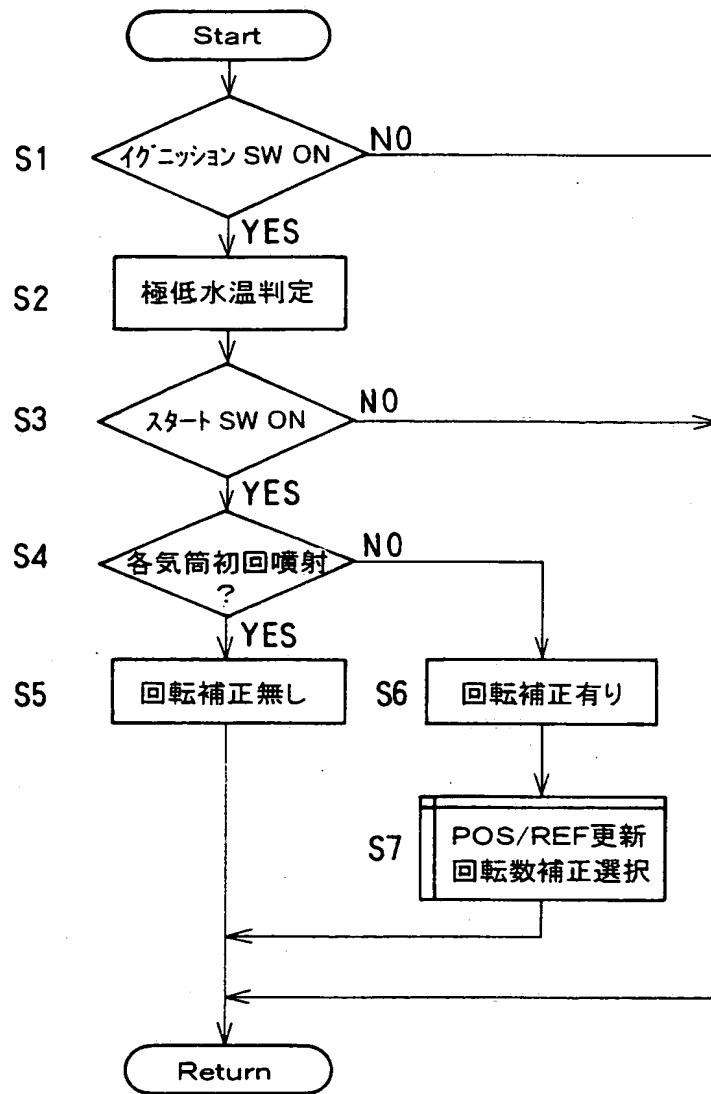 Start
S1
イグニッション SW ON
NO
YES
S2
極低水温判定
S3
スタート SW ON
NO
YES
S4
各気筒初回噴射
?
NO
YES
S5
回転補正無し
S6
回転補正有り
S7
POS/REF更新
回転数補正選択
Return